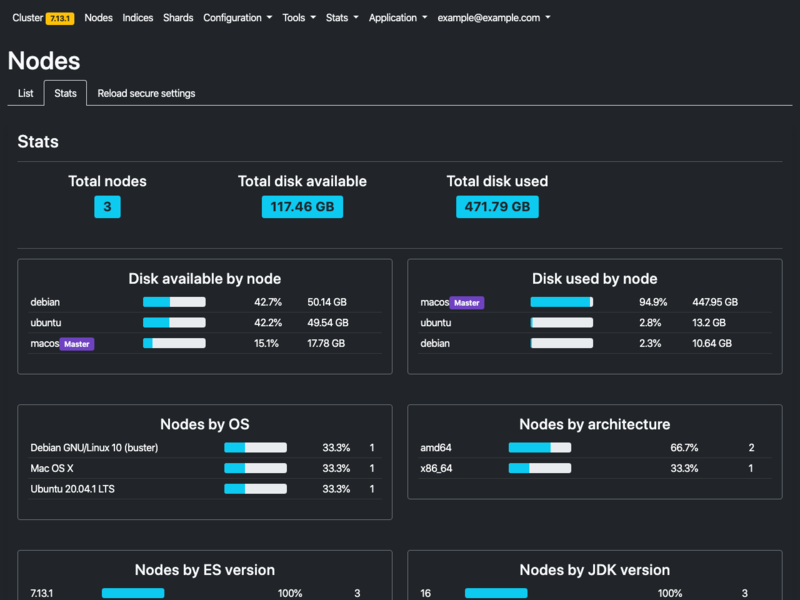 Cluster 7.13.1 Nodes Indices Shards Configuration Tools Stats Application example@example.com
Nodes
List Stats Reload secure settings
Stats
Total nodes Total disk available Total disk used
3 117.46 GB 471.79 GB
Disk available by node
debian 42.7% 50.14 GB
ubuntu 42.2% 49.54 GB
macos Master 15.1% 17.78 GB
Disk used by node
macos Master 94.9% 447.95 GB
ubuntu 2.8% 13.2 GB
debian 2.3% 10.64 GB
Nodes by OS
Debian GNU/Linux 10 (buster) 33.3% 1
Mac OS X 33.3% 1
Ubuntu 20.04.1 LTS 33.3% 1
Nodes by architecture
amd64 66.7% 2
x86_64 33.3% 1
Nodes by ES version
7.13.1 100% 3
Nodes by JDK version
16 100% 3